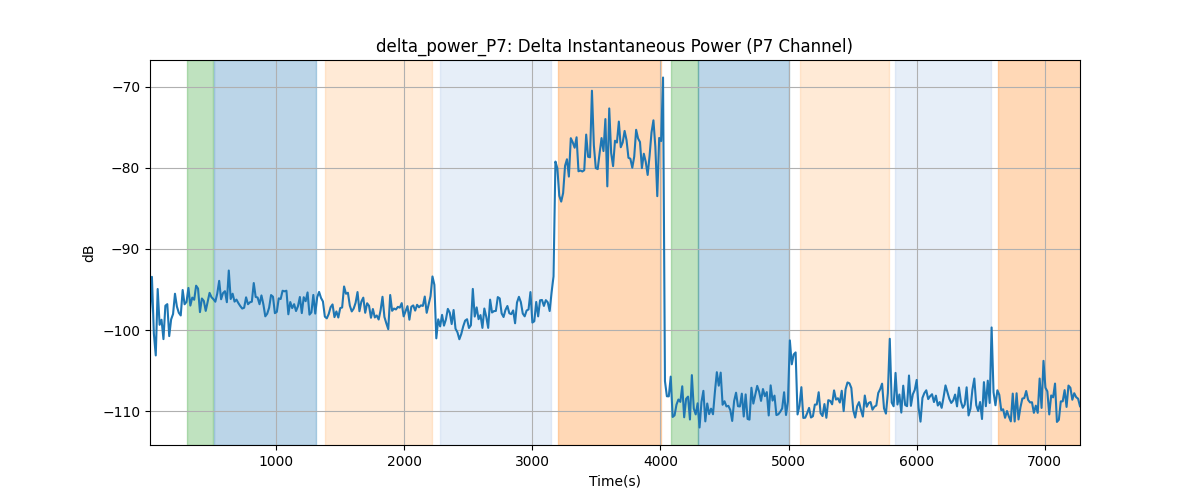 delta_power_P7: Delta Instantaneous Power (P7 Channel)
−70
−80
−90
−100
−110
dB
1000 2000 3000 4000 5000 6000 7000
Time(s)